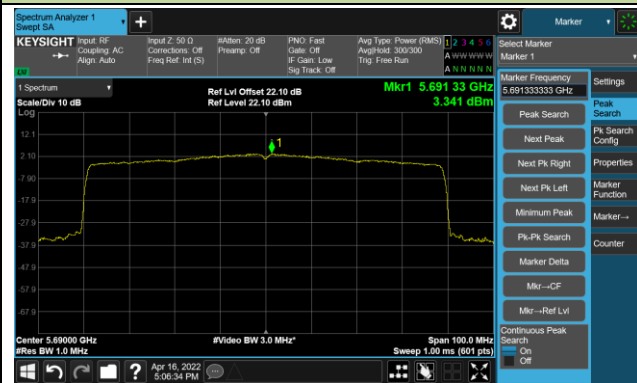 Spectrum Analyzer 1
Swept SA
+
Marker
KEYSIGHT
Input: RF
Coupling: AC
Align: Auto
Input Z: 50 Ω
Corrections: Off
Freq Ref: Int (S)
#Atten: 20 dB
Preamp: Off
PNO: Fast
Gate: Off
IF Gain: Low
Sig Track: Off
Avg Type: Power (RMS)
Avg|Hold: 300/300
Trig: Free Run
1 2 3 4 5 6
A W W W W W
A N N N N N
Select Marker
Marker 1
1 Spectrum
Scale/Div 10 dB
Log
Ref Lvl Offset 22.10 dB
Ref Level 22.10 dBm
Mkr1 5.691 33 GHz
3.341 dBm
12.1
2.10
-7.90
-17.9
-27.9
-37.9
-47.9
-57.9
-67.9
1
Center 5.69000 GHz
#Res BW 1.0 MHz
#Video BW 3.0 MHz*
Span 100.0 MHz
Sweep 1.00 ms (601 pts)
Marker Frequency
5.691333333 GHz
Peak Search
Next Peak
Next Pk Right
Next Pk Left
Minimum Peak
Pk-Pk Search
Marker Delta
Mkr→CF
Mkr→Ref Lvl
Continuous Peak
Search
On
Off
Settings
Peak
Search
Pk Search
Config
Properties
Marker
Function
Marker→
Counter
?
Apr 16, 2022
5:06:34 PM